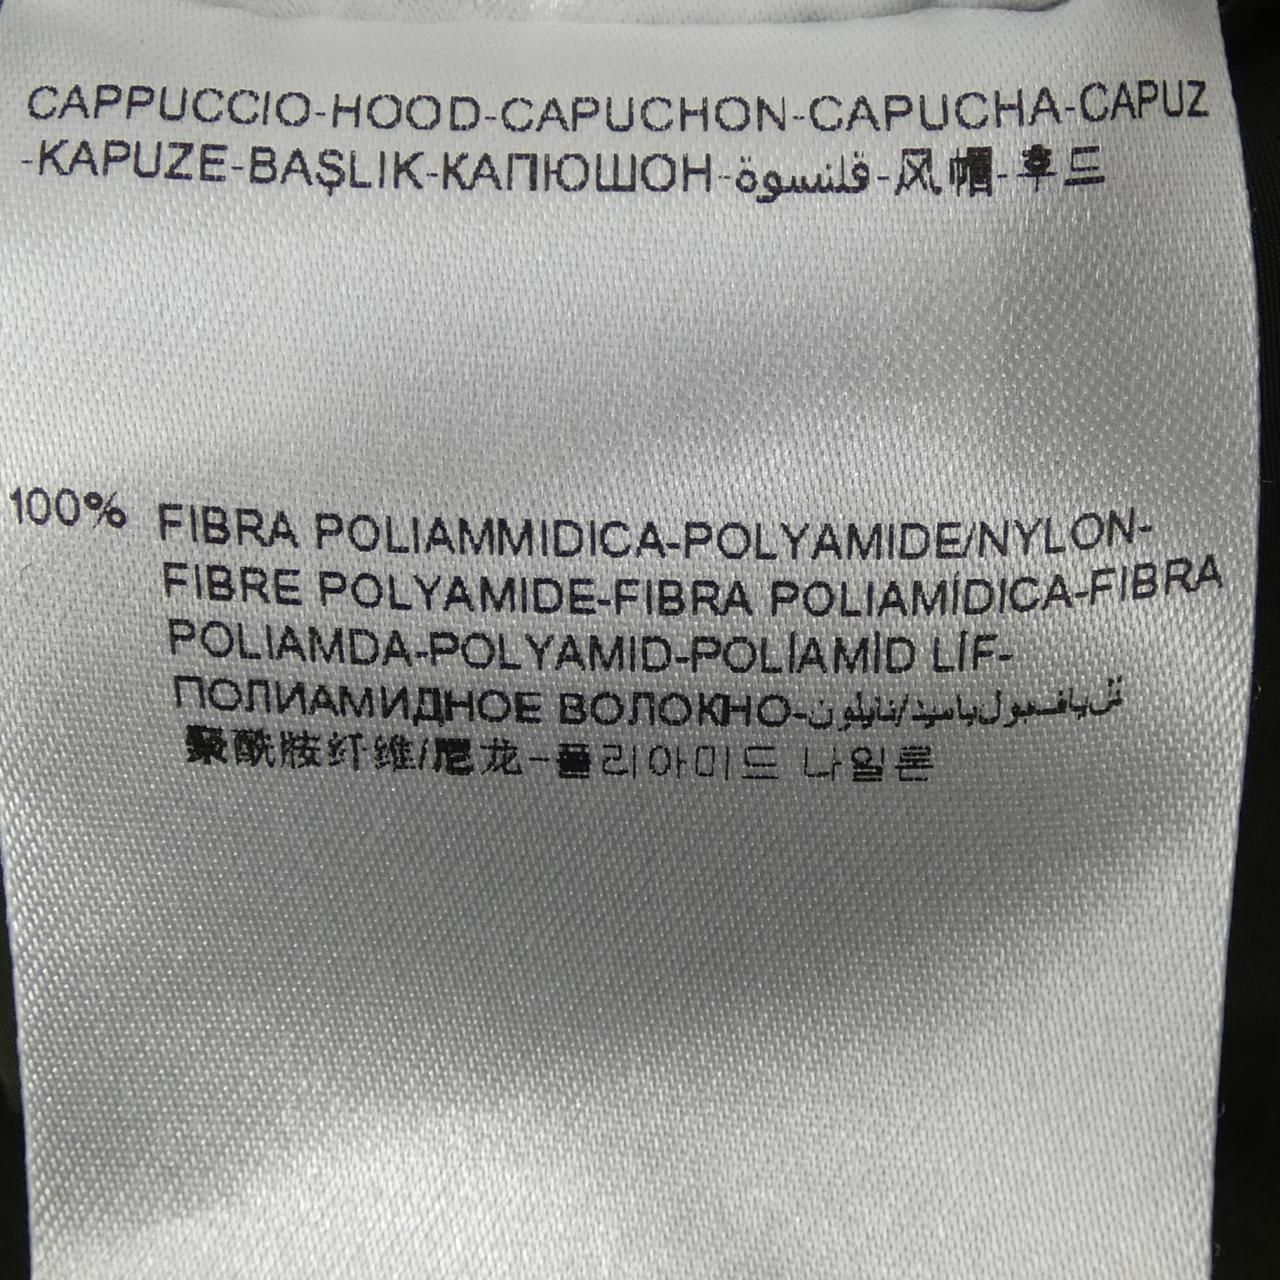 CAPPUCCIO-HOOD-CAPUCHON-CAPUCHA-CAPUZ
-KAPUZE-BAŞLIK-КАПЮШОН-قلنسوة-风帽-후드
100% FIBRA POLIAMMIDICA-POLYAMIDE/NYLON-
FIBRE POLYAMIDE-FIBRA POLIAMÍDICA-FIBRA
POLIAMDA-POLYAMID-POLİAMİD LİF-
ПОЛИАМИДНОЕ ВОЛОКНО-
聚酰胺纤维/尼龙-폴리아미드 나일론